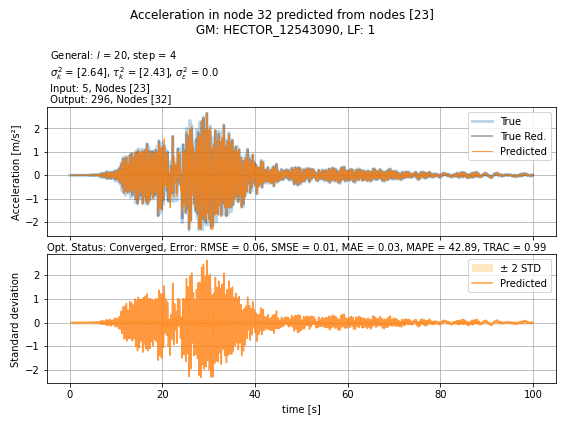 Acceleration in node 32 predicted from nodes [23]
GM: HECTOR_12543090, LF: 1
General: l = 20, step = 4
σ²ₖ = [2.64], τ²ₖ = [2.43], σ²ε = 0.0
Input: 5, Nodes [23]
Output: 296, Nodes [32]
Acceleration [m/s²]
2
1
0
−1
−2
True
True Red.
Predicted
Opt. Status: Converged, Error: RMSE = 0.06, SMSE = 0.01, MAE = 0.03, MAPE = 42.89, TRAC = 0.99
Standard deviation
2
1
0
−1
−2
± 2 STD
Predicted
0 20 40 60 80 100
time [s]